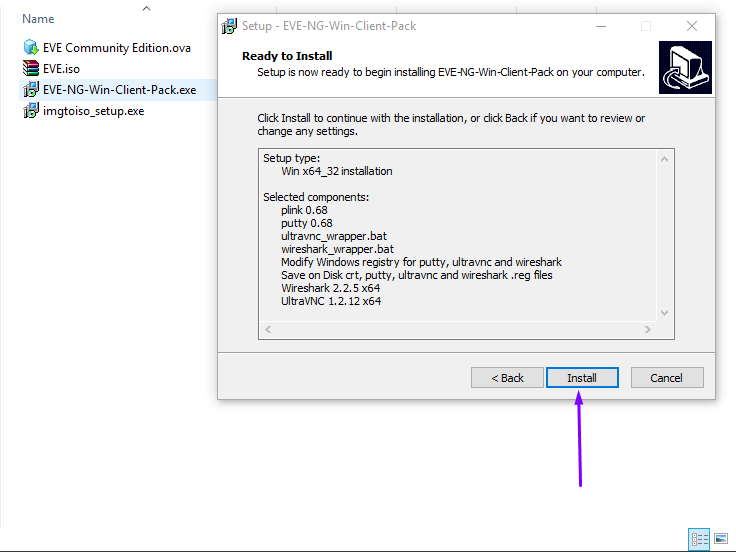 Name
EVE Community Edition.ova
EVE.iso
EVE-NG-Win-Client-Pack.exe
imgtoiso_setup.exe
Setup - EVE-NG-Win-Client-Pack
Ready to Install
Setup is now ready to begin installing EVE-NG-Win-Client-Pack on your computer.
Click Install to continue with the installation, or click Back if you want to review or
change any settings.
Setup type:
Win x64_32 installation
Selected components:
plink 0.68
putty 0.68
ultravnc_wrapper.bat
wireshark_wrapper.bat
Modify Windows registry for putty, ultravnc and wireshark
Save on Disk crt, putty, ultravnc and wireshark .reg files
Wireshark 2.2.5 x64
UltraVNC 1.2.12 x64
< Back
Install
Cancel